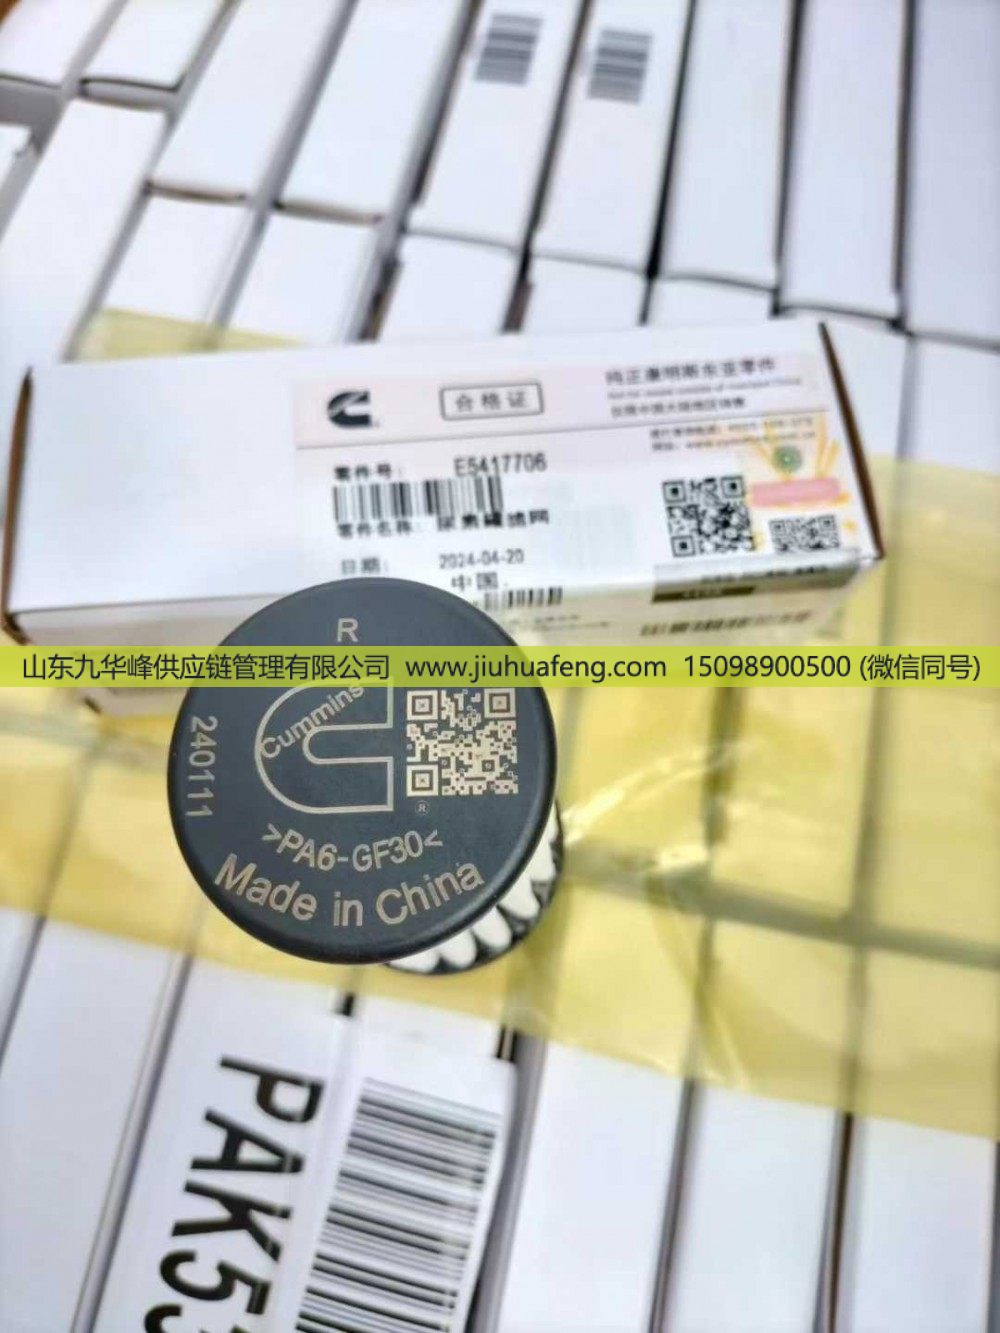 合格证
纯正康明斯东亚零件
零件号: E5417706
零件名称: 尿素罐滤网
日期: 2024-04-20
中国
R
山东九华峰供应链管理有限公司 www.jiuhuafeng.com 15098900500 (微信同号)
Cummins
®
240111
>PA6-GF30<
Made in China